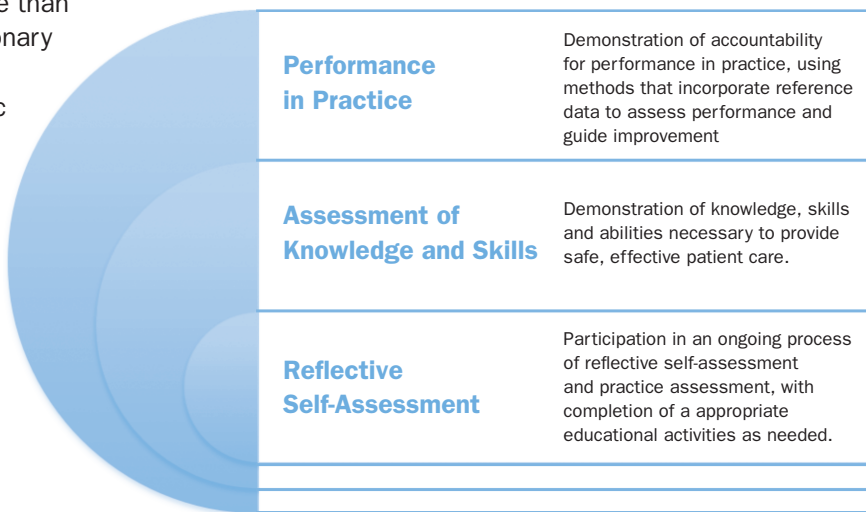 than
Performance
in Practice
Demonstration of accountability
for performance in practice, using
methods that incorporate reference
data to assess performance and
guide improvement
Assessment of
Knowledge and Skills
Demonstration of knowledge, skills
and abilities necessary to provide
safe, effective patient care.
Reflective
Self-Assessment
Participation in an ongoing process
of reflective self-assessment
and practice assessment, with
completion of a appropriate
educational activities as needed.